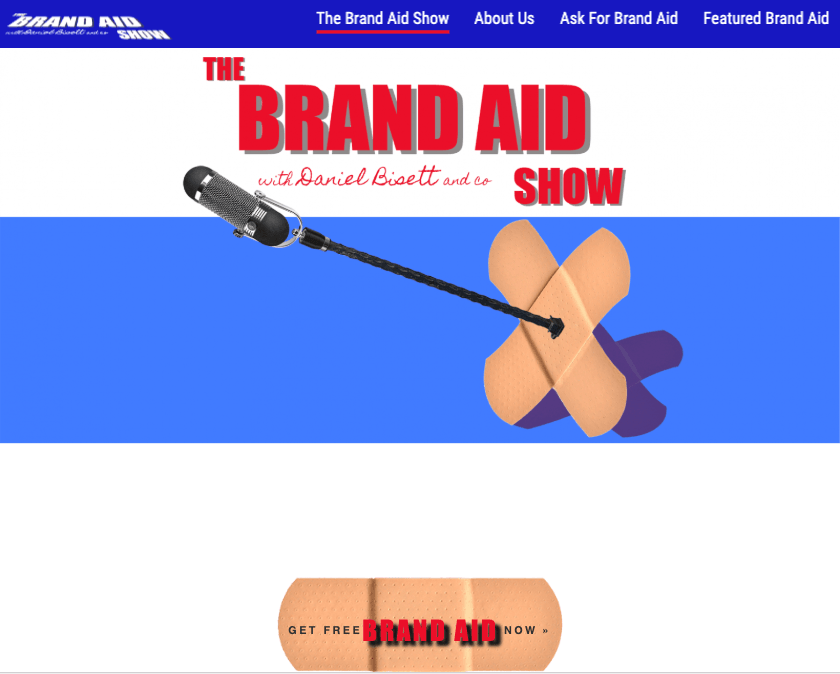 The BRAND AID
with Daniel Bisett and co SHOW
The Brand Aid Show About Us Ask For Brand Aid Featured Brand Aid
THE
BRAND AID
with Daniel Bisett and co SHOW
GET FREE BRAND AID NOW »